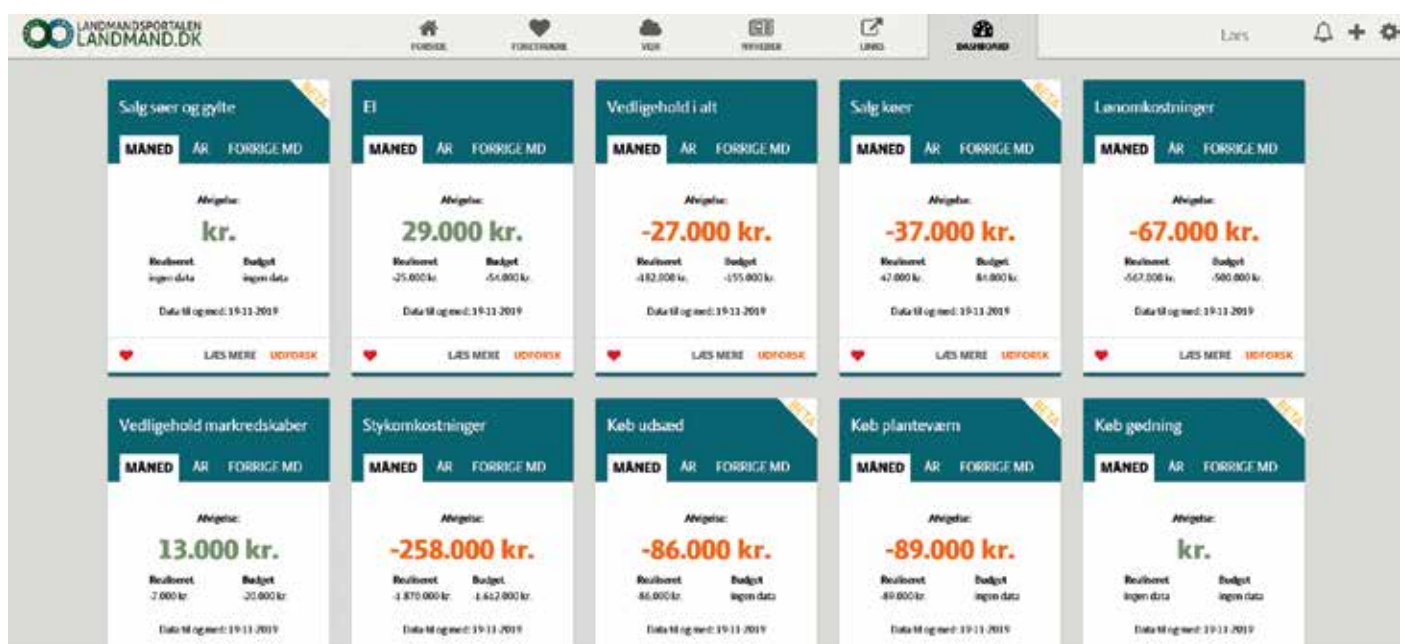 LANDMANDSPORTALEN
LANDMAND.DK
FORSIDE
FORETRUKNE
VEJR
NYHEDER
LINKS
DASHBOARD
Salg søer og gylte
BETA
MÅNED ÅR FORRIGE MD
Afvigelse:
kr.
Realiseret Budget
ingen data ingen data
Data til og med: 19-11-2019
LÆS MERE UDFORSK
El
MÅNED ÅR FORRIGE MD
Afvigelse:
29.000 kr.
Realiseret Budget
-25.000 kr. -54.000 kr.
Data til og med: 19-11-2019
LÆS MERE UDFORSK
Vedligehold i alt
MÅNED ÅR FORRIGE MD
Afvigelse:
-27.000 kr.
Realiseret Budget
-182.000 kr. -155.000 kr.
Data til og med: 19-11-2019
LÆS MERE UDFORSK
Salg køer
BETA
MÅNED ÅR FORRIGE MD
Afvigelse:
-37.000 kr.
Realiseret Budget
47.000 kr. 84.000 kr.
Data til og med: 19-11-2019
LÆS MERE UDFORSK
Lønomkostninger
MÅNED ÅR FORRIGE MD
Afvigelse:
-67.000 kr.
Realiseret Budget
-567.000 kr. -500.000 kr.
Data til og med: 19-11-2019
LÆS MERE UDFORSK
Vedligehold markredskaber
MÅNED ÅR FORRIGE MD
Afvigelse:
13.000 kr.
Realiseret Budget
-7.000 kr. -20.000 kr.
Data til og med: 19-11-2019
Stykomkostninger
MÅNED ÅR FORRIGE MD
Afvigelse:
-258.000 kr.
Realiseret Budget
-1.870.000 kr. -1.612.000 kr.
Data til og med: 19-11-2019
Køb udsæd
BETA
MÅNED ÅR FORRIGE MD
Afvigelse:
-86.000 kr.
Realiseret Budget
-86.000 kr. ingen data
Data til og med: 19-11-2019
Køb planteværn
BETA
MÅNED ÅR FORRIGE MD
Afvigelse:
-89.000 kr.
Realiseret Budget
-89.000 kr. ingen data
Data til og med: 19-11-2019
Køb gødning
BETA
MÅNED ÅR FORRIGE MD
Afvigelse:
kr.
Realiseret Budget
ingen data ingen data
Data til og med: 19-11-2019